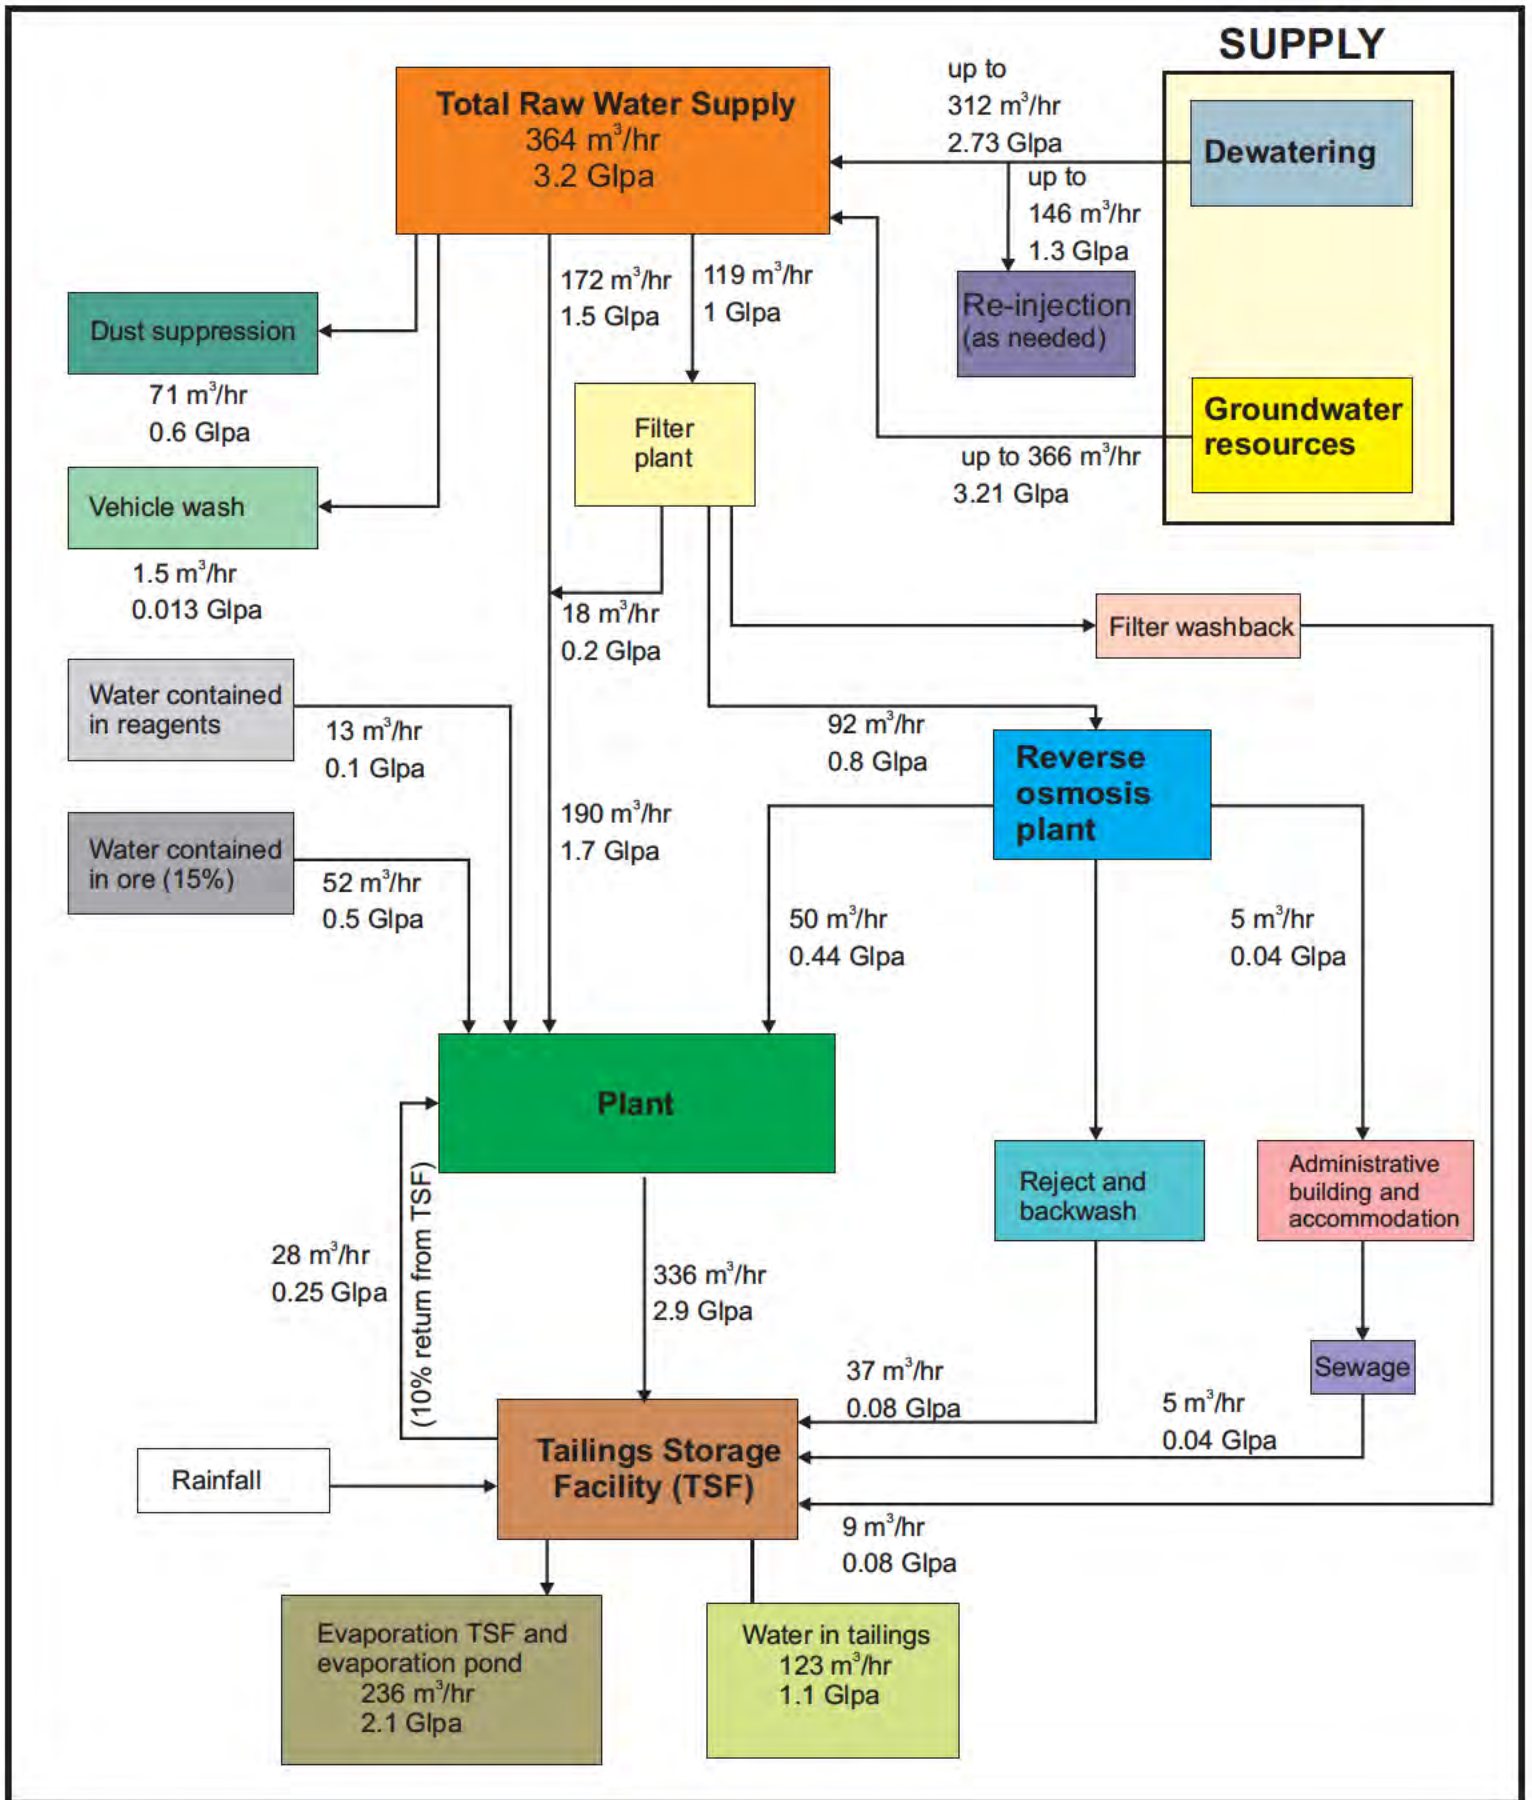 SUPPLY
Total Raw Water Supply
364 m³/hr
3.2 Glpa
up to
312 m³/hr
2.73 Glpa
Dewatering
up to
146 m³/hr
1.3 Glpa
Re-injection
(as needed)
Groundwater
resources
up to 366 m³/hr
3.21 Glpa
172 m³/hr
1.5 Glpa
119 m³/hr
1 Glpa
Dust suppression
71 m³/hr
0.6 Glpa
Filter
plant
Vehicle wash
1.5 m³/hr
0.013 Glpa
18 m³/hr
0.2 Glpa
Filter washback
Water contained
in reagents
13 m³/hr
0.1 Glpa
92 m³/hr
0.8 Glpa
Reverse
osmosis
plant
Water contained
in ore (15%)
52 m³/hr
0.5 Glpa
190 m³/hr
1.7 Glpa
50 m³/hr
0.44 Glpa
5 m³/hr
0.04 Glpa
Plant
Reject and
backwash
Administrative
building and
accommodation
28 m³/hr
0.25 Glpa
(10% return from TSF)
336 m³/hr
2.9 Glpa
Sewage
37 m³/hr
0.08 Glpa
5 m³/hr
0.04 Glpa
Rainfall
Tailings Storage
Facility (TSF)
9 m³/hr
0.08 Glpa
Evaporation TSF and
evaporation pond
236 m³/hr
2.1 Glpa
Water in tailings
123 m³/hr
1.1 Glpa